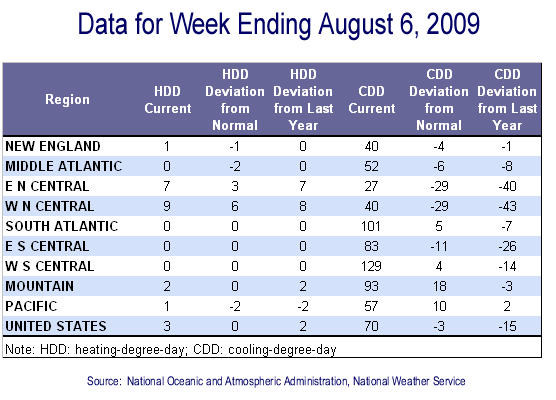 Data for Week Ending August 6, 2009
Region HDD Current HDD Deviation from Normal HDD Deviation from Last Year CDD Current CDD Deviation from Normal CDD Deviation from Last Year
NEW ENGLAND 1 -1 0 40 -4 -1
MIDDLE ATLANTIC 0 -2 0 52 -6 -8
E N CENTRAL 7 3 7 27 -29 -40
W N CENTRAL 9 6 8 40 -29 -43
SOUTH ATLANTIC 0 0 0 101 5 -7
E S CENTRAL 0 0 0 83 -11 -26
W S CENTRAL 0 0 0 129 4 -14
MOUNTAIN 2 0 2 93 18 -3
PACIFIC 1 -2 -2 57 10 2
UNITED STATES 3 0 2 70 -3 -15
Note: HDD: heating-degree-day; CDD: cooling-degree-day
Source: National Oceanic and Atmospheric Administration, National Weather Service